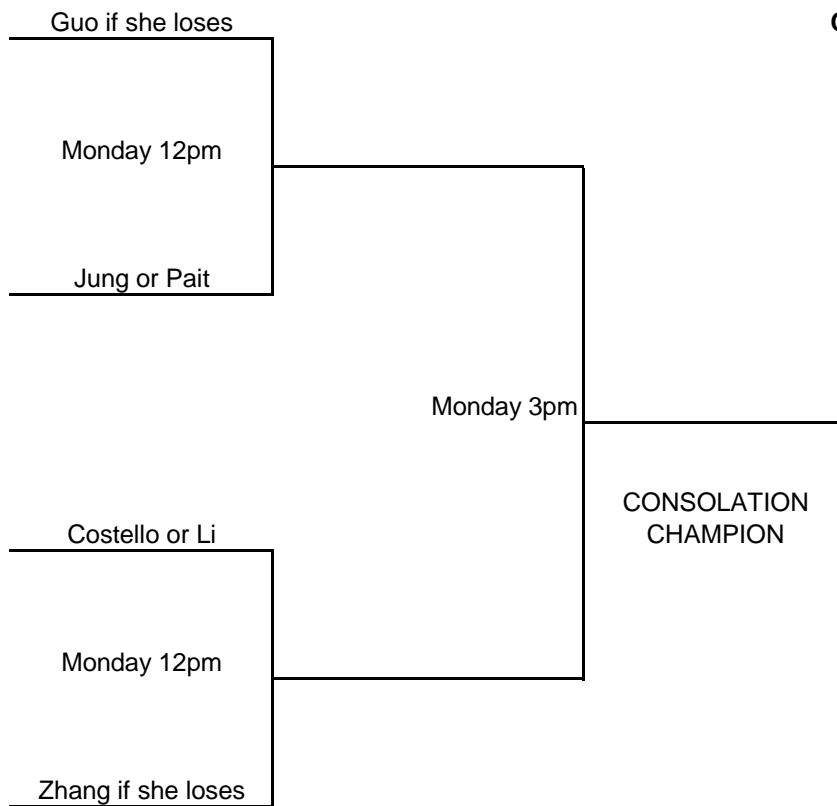 Guo if she loses
Monday 12pm
Jung or Pait
Monday 3pm
CONSOLATION
CHAMPION
Costello or Li
Monday 12pm
Zhang if she loses